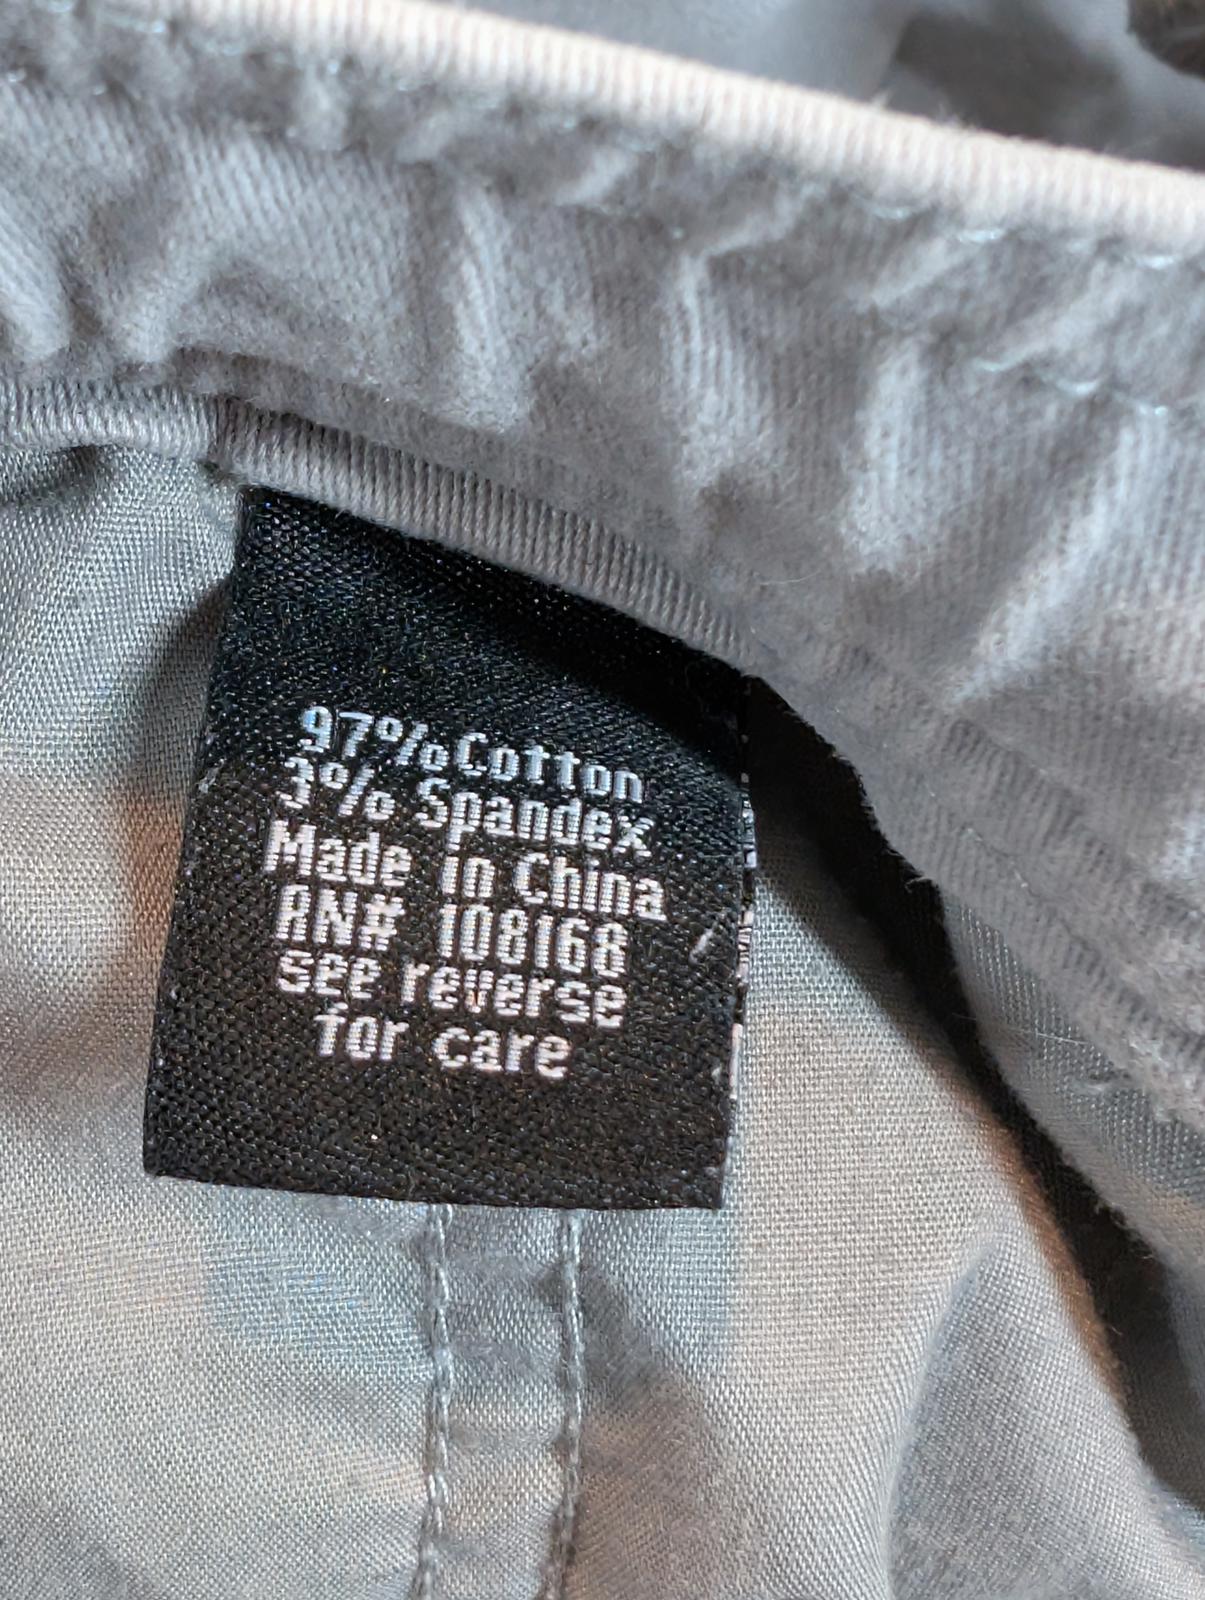 97%Cotton
3% Spandex
Made in China
RN# 108168
see reverse
for care